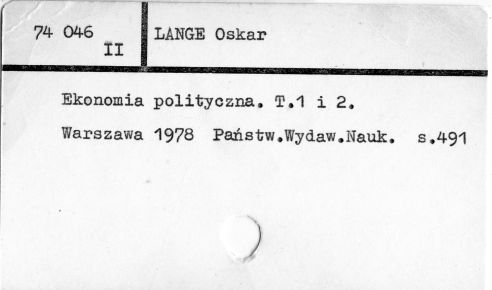 74 046 LANGE Oskar
II
Ekonomia polityczna. T.1 i 2.
Warszawa 1978 Państw.Wydaw.Nauk. s.491